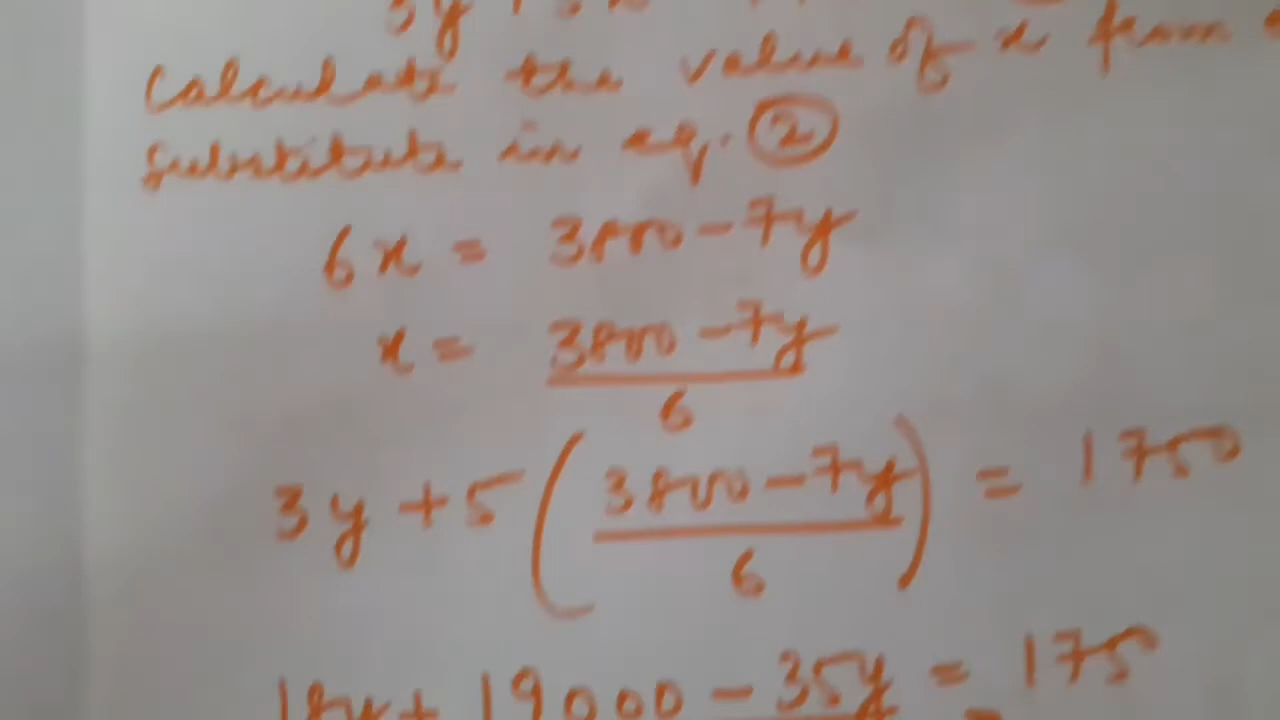 calculate the value of x from
substitute in eq. ②
6x = 3800 - 7y
x = 3800 - 7y
6
3y + 5 ( 3800 - 7y ) = 1750
6
18y + 19000 - 35y = 175